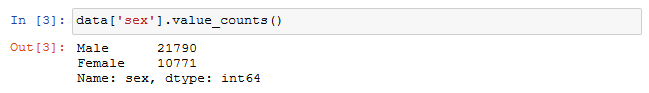 In [3]: data['sex'].value_counts()
Out[3]: Male      21790
Female    10771
Name: sex, dtype: int64